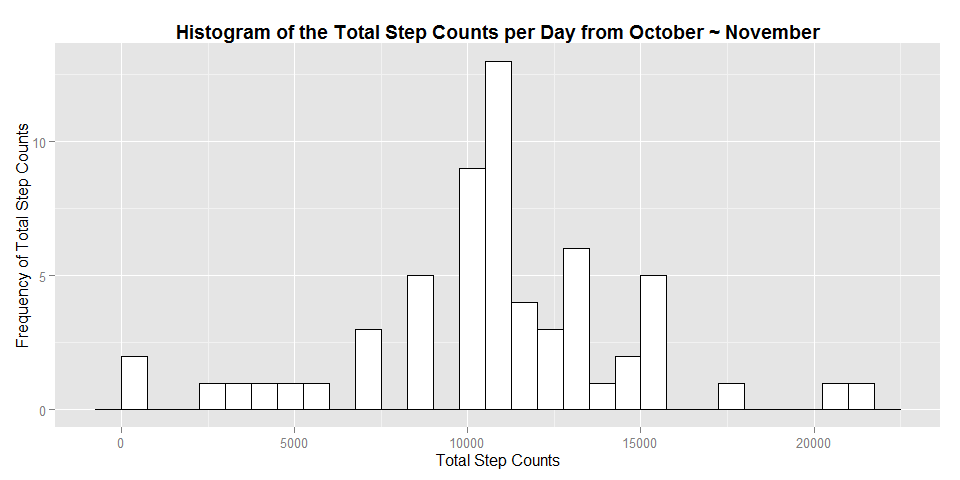 Histogram of the Total Step Counts per Day from October ~ November
Frequency of Total Step Counts
10
5
0
0 5000 10000 15000 20000
Total Step Counts